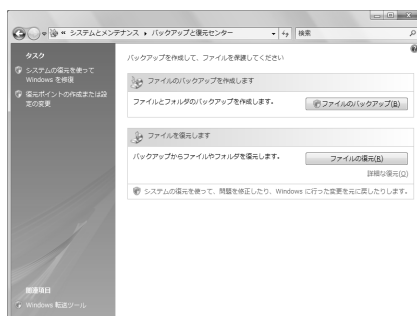 « システムとメンテナンス ▸ バックアップと復元センター
検索
タスク
システムの復元を使って
Windows を修復
復元ポイントの作成または設
定の変更
バックアップを作成して、ファイルを保護してください
ファイルのバックアップを作成します
ファイルとフォルダのバックアップを作成します。
ファイルのバックアップ(B)
ファイルを復元します
バックアップからファイルやフォルダを復元します。
ファイルの復元(R)
詳細な復元(O)
システムの復元を使って、問題を修正したり、Windows に行った変更を元に戻したりします。
関連項目
Windows 転送ツール